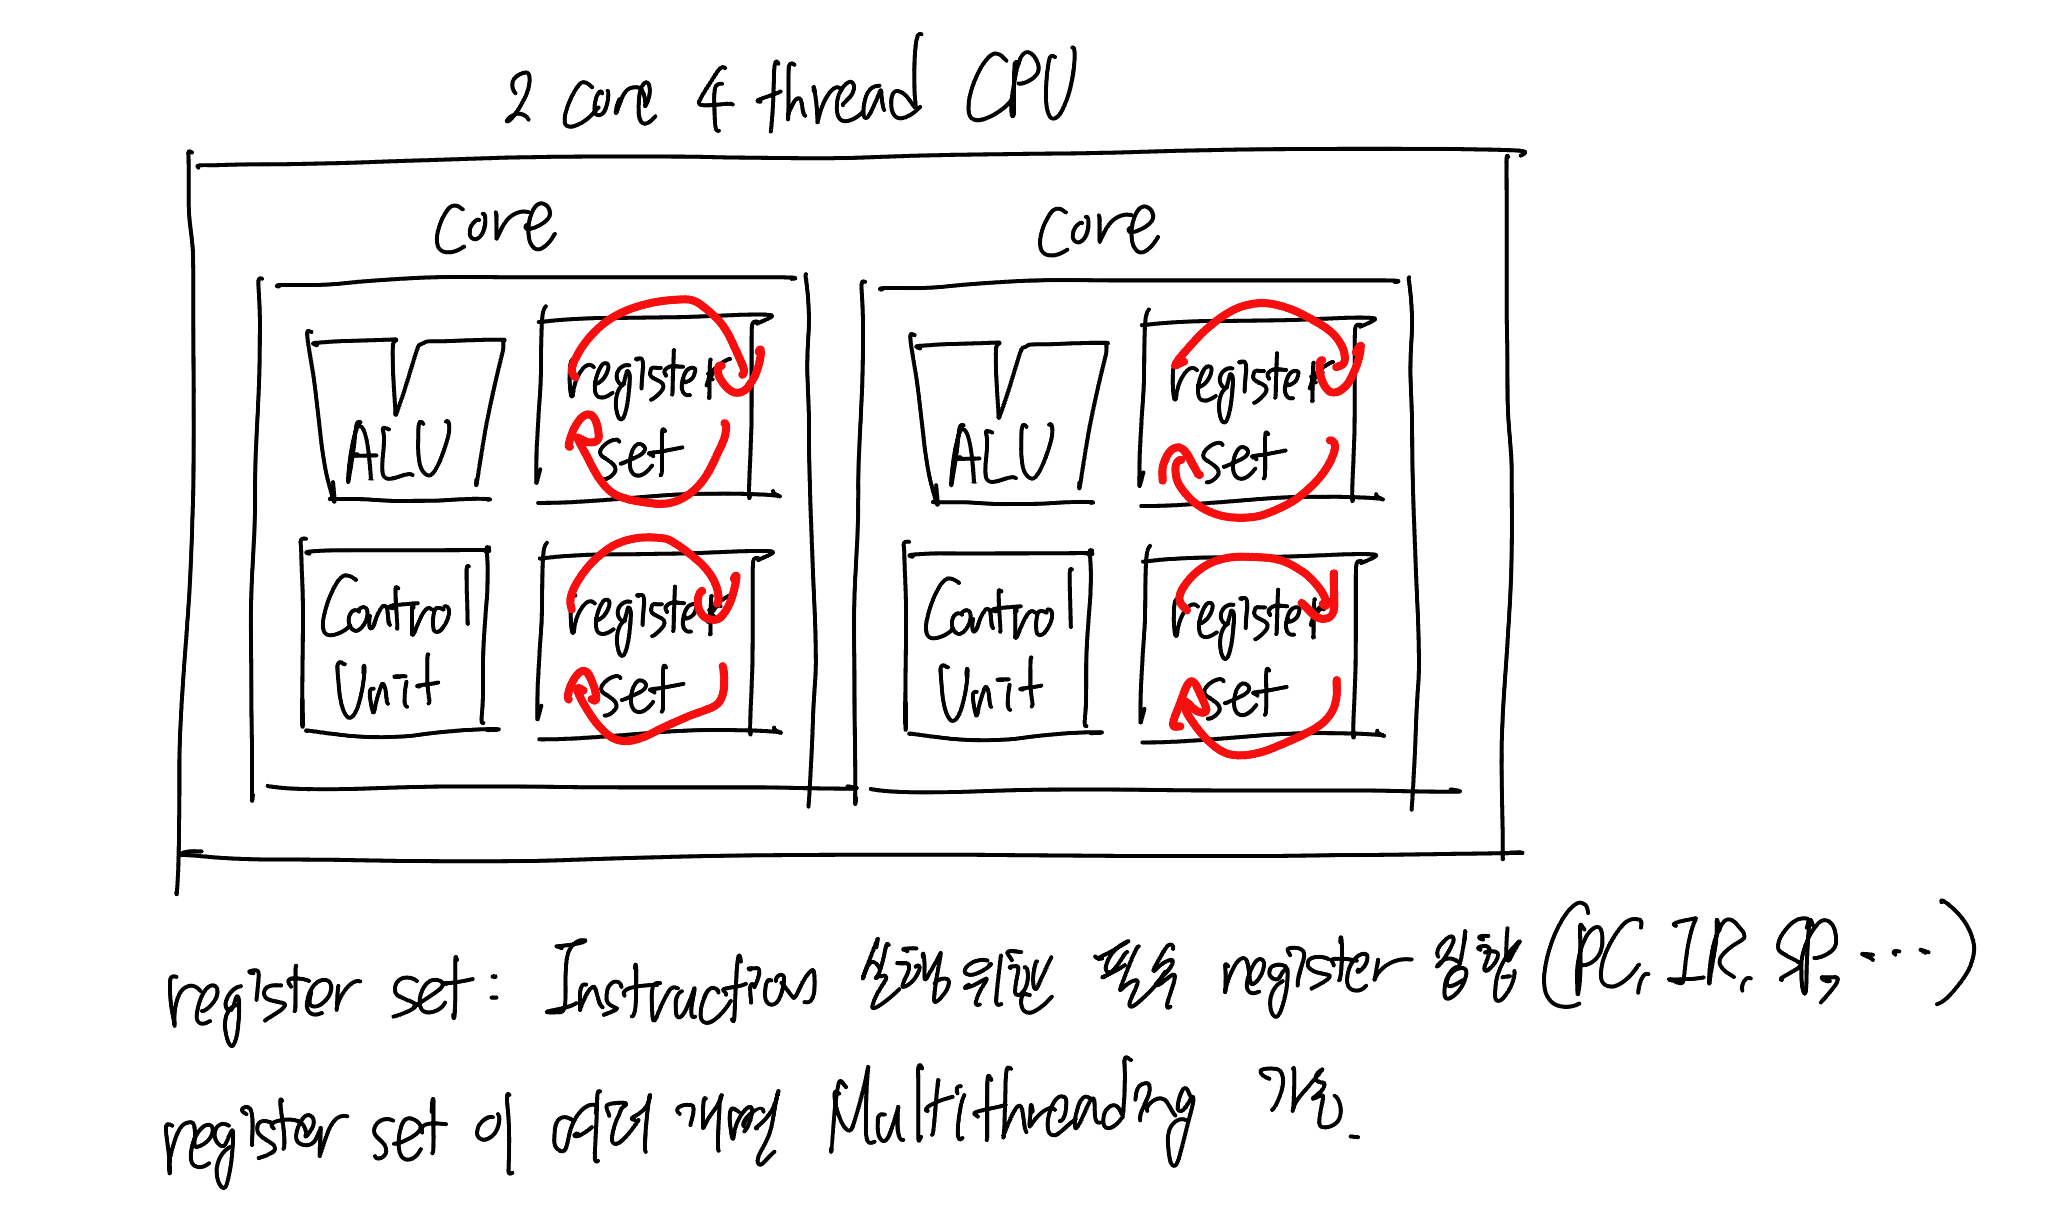 2 core 4 thread CPU
core
core
ALU
register
set
ALU
register
set
Control
Unit
register
set
Control
Unit
register
set
register set : Instruction 실행 위한 필수 register 집합 (PC, IR, SP, ...)
register set 이 여러 개면 Multithreading 가능.